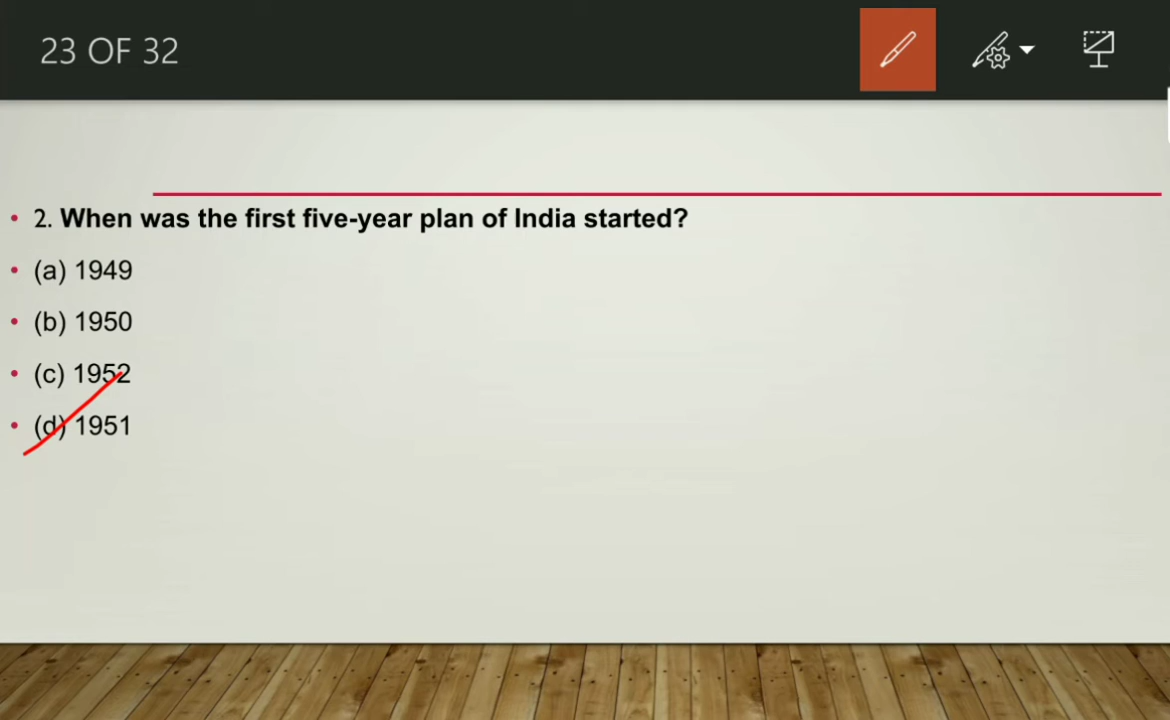 23 OF 32
• 2. When was the first five-year plan of India started?
• (a) 1949
• (b) 1950
• (c) 1952
• (d) 1951